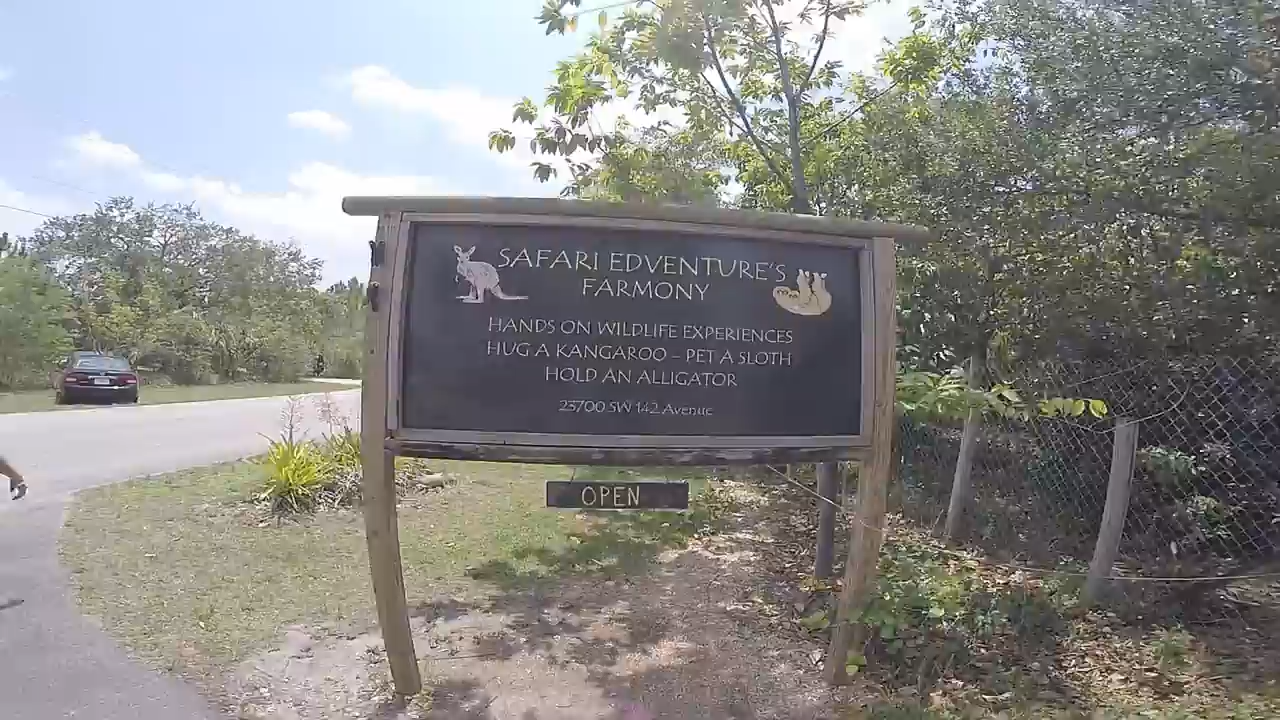 SAFARI EDVENTURE'S
FARMONY
HANDS ON WILDLIFE EXPERIENCES
HUG A KANGAROO - PET A SLOTH
HOLD AN ALLIGATOR
23700 SW 142 Avenue
OPEN